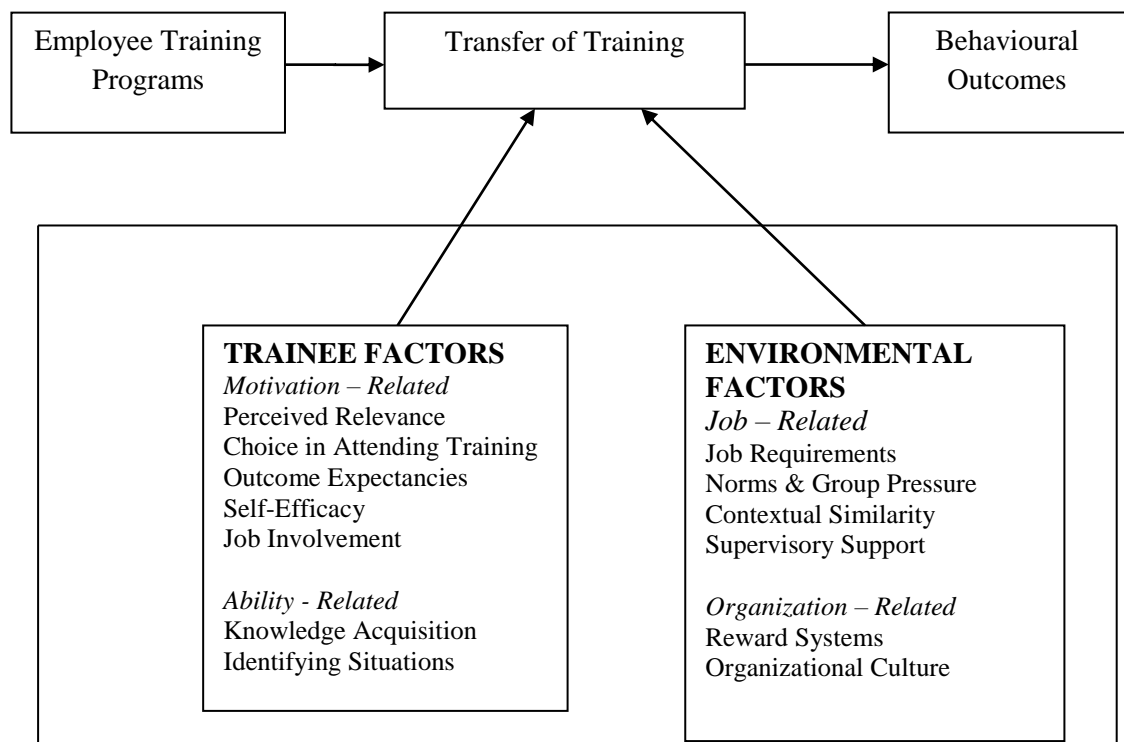 Employee Training
Programs
Transfer of Training
Behavioural
Outcomes
TRAINEE FACTORS
Motivation – Related
Perceived Relevance
Choice in Attending Training
Outcome Expectancies
Self-Efficacy
Job Involvement
Ability - Related
Knowledge Acquisition
Identifying Situations
ENVIRONMENTAL
FACTORS
Job – Related
Job Requirements
Norms & Group Pressure
Contextual Similarity
Supervisory Support
Organization – Related
Reward Systems
Organizational Culture